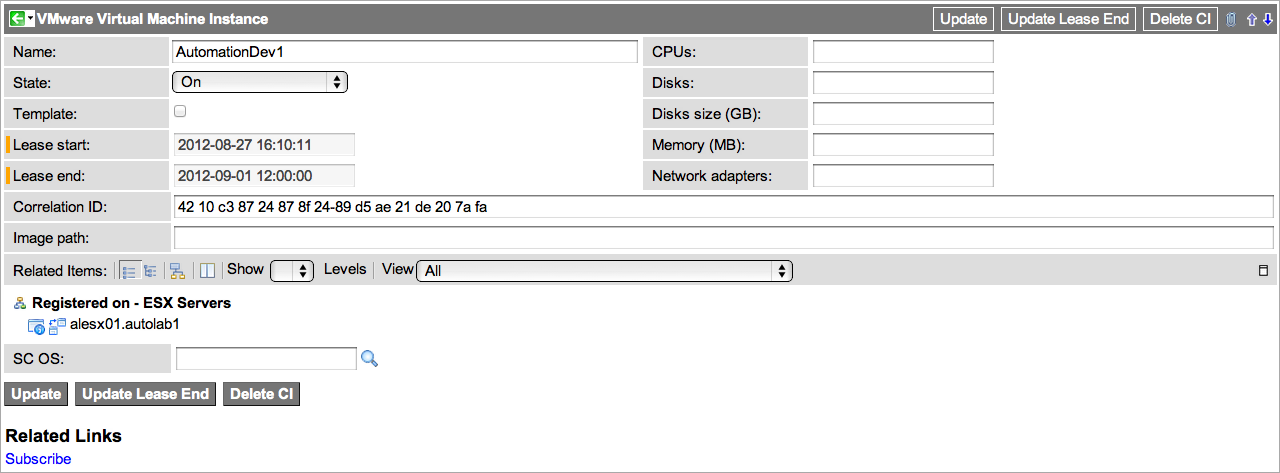 VMware Virtual Machine Instance Update Update Lease End Delete CI
Name: AutomationDev1 CPUs:
State: On Disks:
Template: Disks size (GB):
Lease start: 2012-08-27 16:10:11 Memory (MB):
Lease end: 2012-09-01 12:00:00 Network adapters:
Correlation ID: 42 10 c3 87 24 87 8f 24-89 d5 ae 21 de 20 7a fa
Image path:
Related Items: Show Levels View All
Registered on - ESX Servers
alesx01.autolab1
SC OS:
Update Update Lease End Delete CI
Related Links
Subscribe